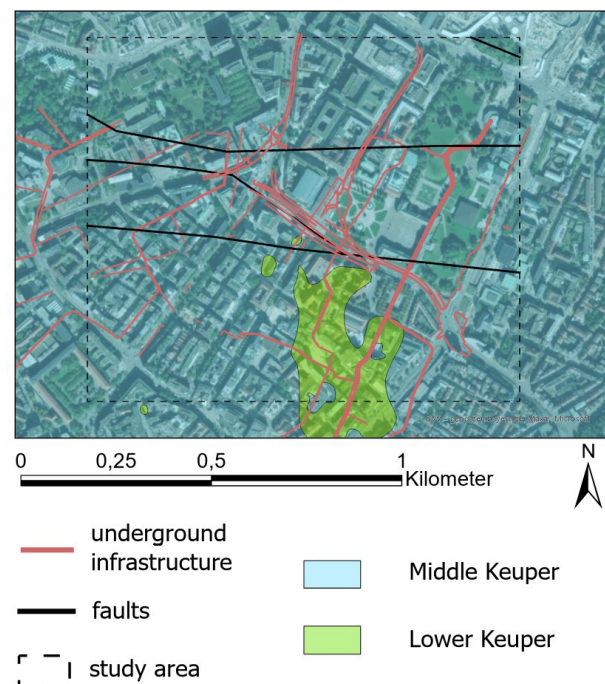 0
0,25
0,5
1
Kilometer
N
underground
infrastructure
faults
study area
Middle Keuper
Lower Keuper